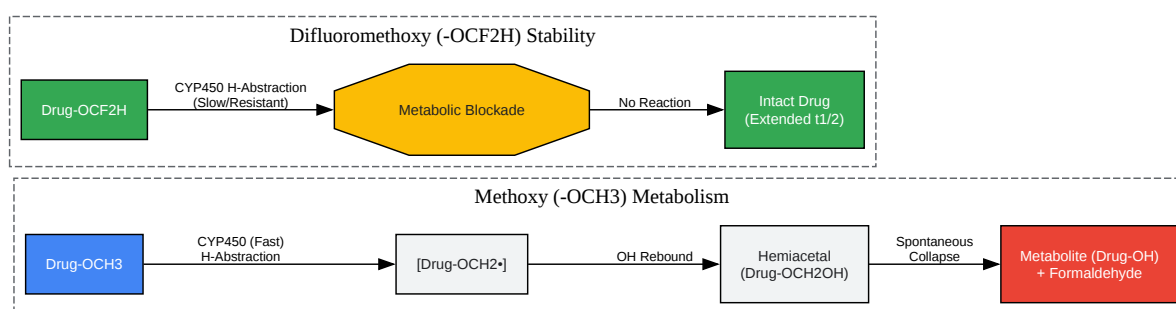 Difluoromethoxy (-OCF2H) Stability
Drug-OCF2H
CYP450 H-Abstraction
(Slow/Resistant)
Metabolic Blockade
No Reaction
Intact Drug
(Extended t1/2)
Methoxy (-OCH3) Metabolism
Drug-OCH3
CYP450 (Fast)
H-Abstraction
[Drug-OCH2•]
OH Rebound
Hemiacetal
(Drug-OCH2OH)
Spontaneous
Collapse
Metabolite (Drug-OH)
+ Formaldehyde